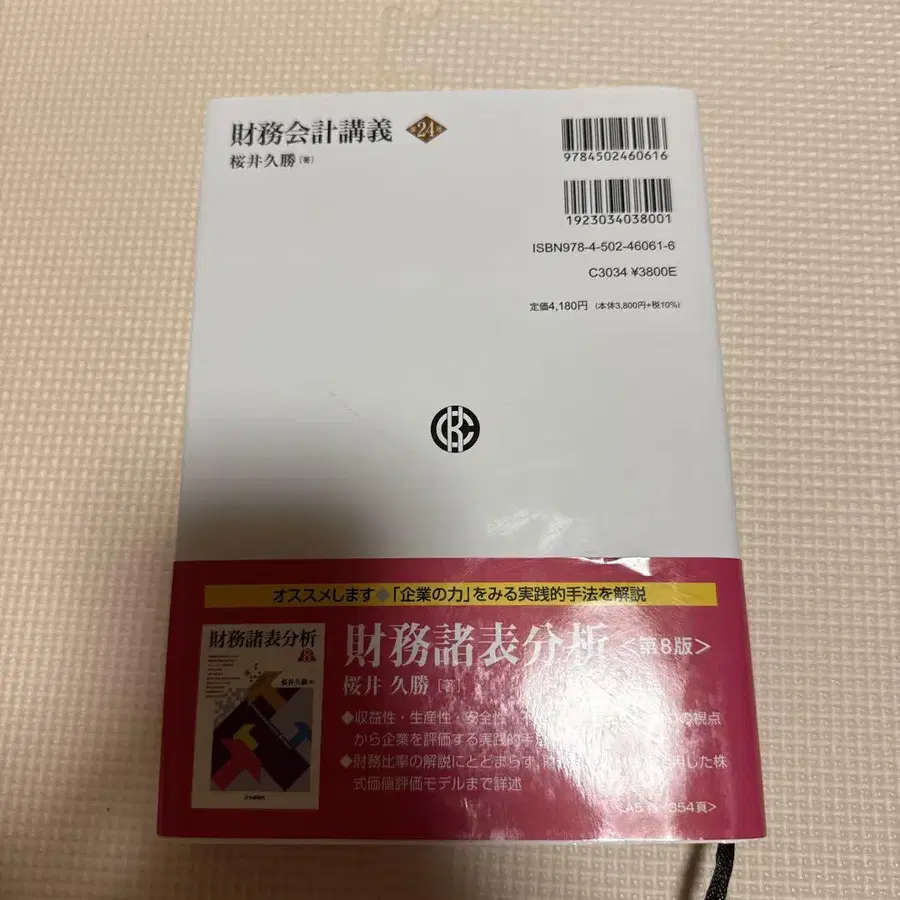 財務会計講義 第24版
桜井久勝[著]
9784502460616
1923034038001
ISBN978-4-502-46061-6
C3034 ¥3800E
定価4,180円 (本体3,800円+税10%)
オススメします◆「企業の力」をみる実践的手法を解説
財務諸表分析 8
桜井久勝
財務諸表分析〈第8版〉
桜井 久勝[著]
◆収益性・生産性・安全性・の視点
から企業を評価する実践的手
◆財務比率の解説にとどまらず、した株
式価値評価モデルまで詳述
354頁〉